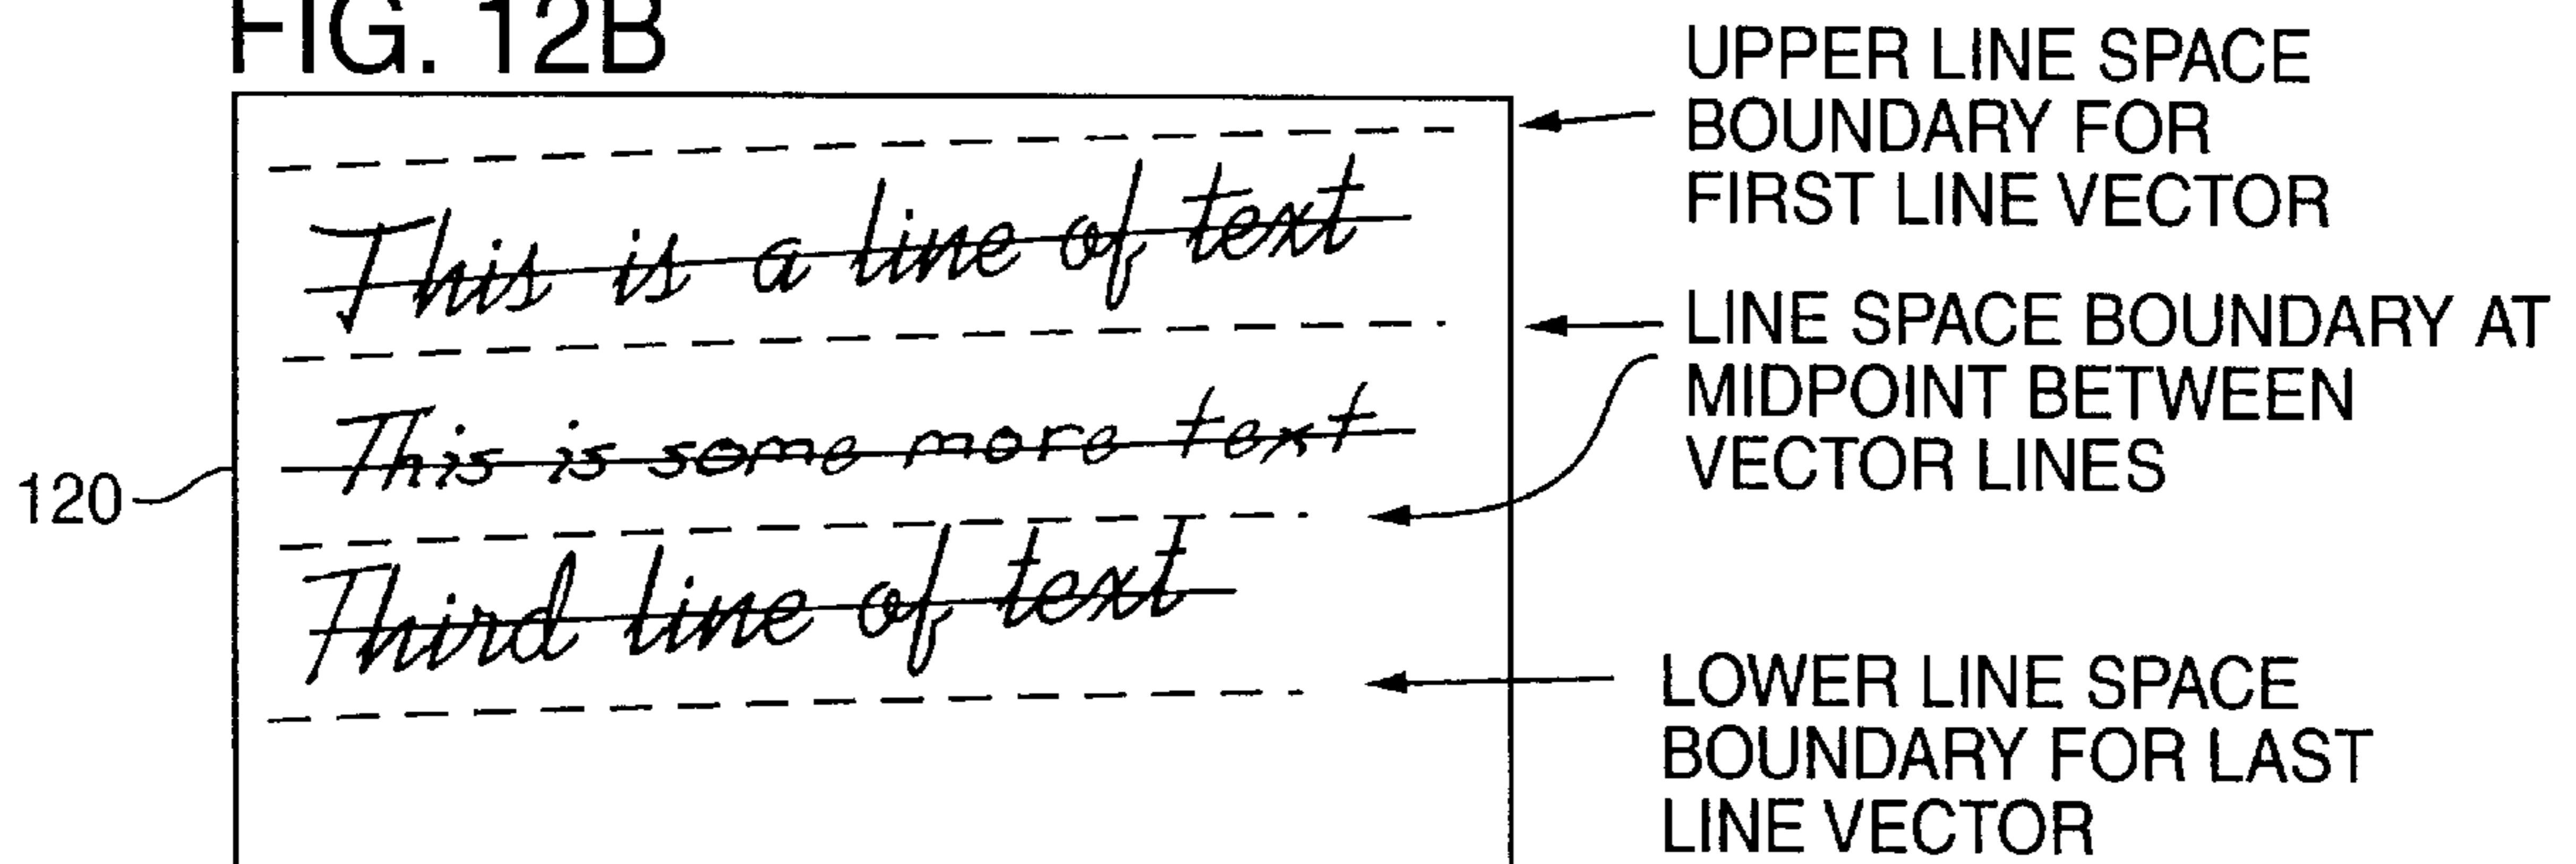 FIG. 12B
UPPER LINE SPACE
BOUNDARY FOR
FIRST LINE VECTOR
This is a line of text
LINE SPACE BOUNDARY AT
MIDPOINT BETWEEN
VECTOR LINES
This is some more text
120
Third line of text
LOWER LINE SPACE
BOUNDARY FOR LAST
LINE VECTOR